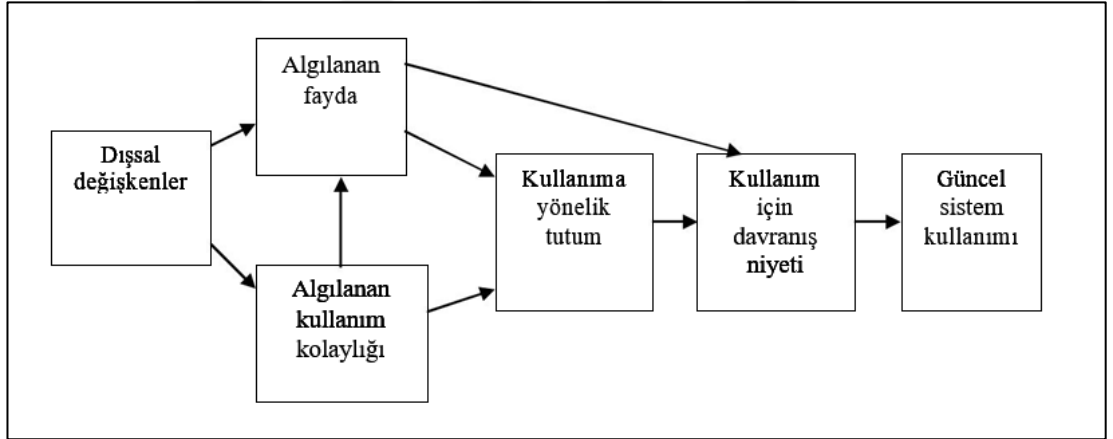 Dışsal
değişkenler
Algılanan
fayda
Algılanan
kullanım
kolaylığı
Kullanıma
yönelik
tutum
Kullanım
için
davranış
niyeti
Güncel
sistem
kullanımı